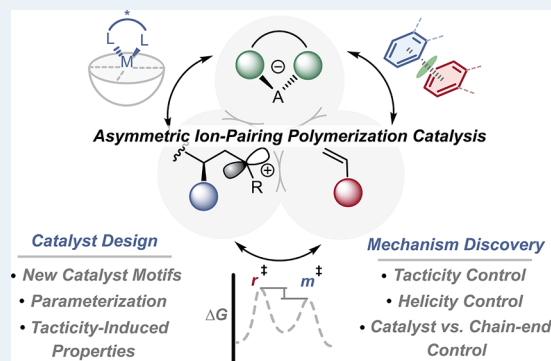 *
L L
M
⊖
A
Asymmetric Ion-Pairing Polymerization Catalysis
⊕
R
Catalyst Design
• New Catalyst Motifs
• Parameterization
• Tacticity-Induced
Properties
ΔG
r‡ m‡
Mechanism Discovery
• Tacticity Control
• Helicity Control
• Catalyst vs. Chain-end
Control